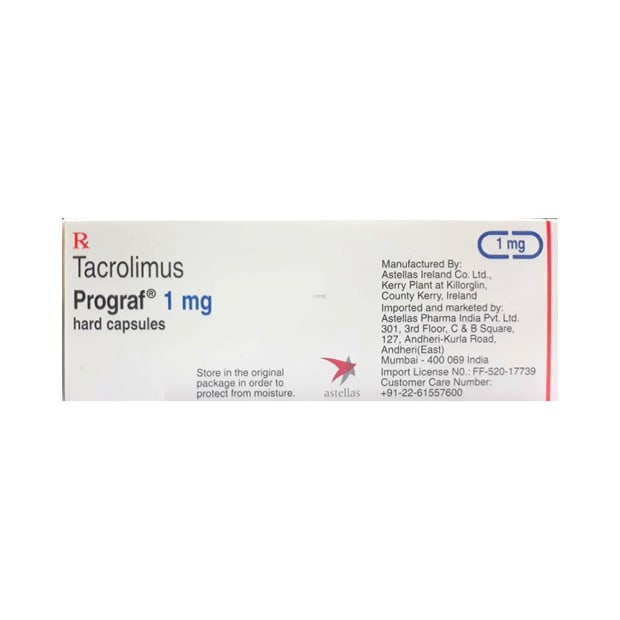 Rx
Tacrolimus
Prograf® 1 mg
hard capsules
Store in the original
package in order to
protect from moisture.
astellas
1 mg
Manufactured By:
Astellas Ireland Co. Ltd.,
Kerry Plant at Killorglin,
County Kerry, Ireland
Imported and marketed by:
Astellas Pharma India Pvt. Ltd.
301, 3rd Floor, C & B Square,
127, Andheri-Kurla Road,
Andheri(East)
Mumbai - 400 069 India
Import License N0.: FF-520-17739
Customer Care Number:
+91-22-61557600